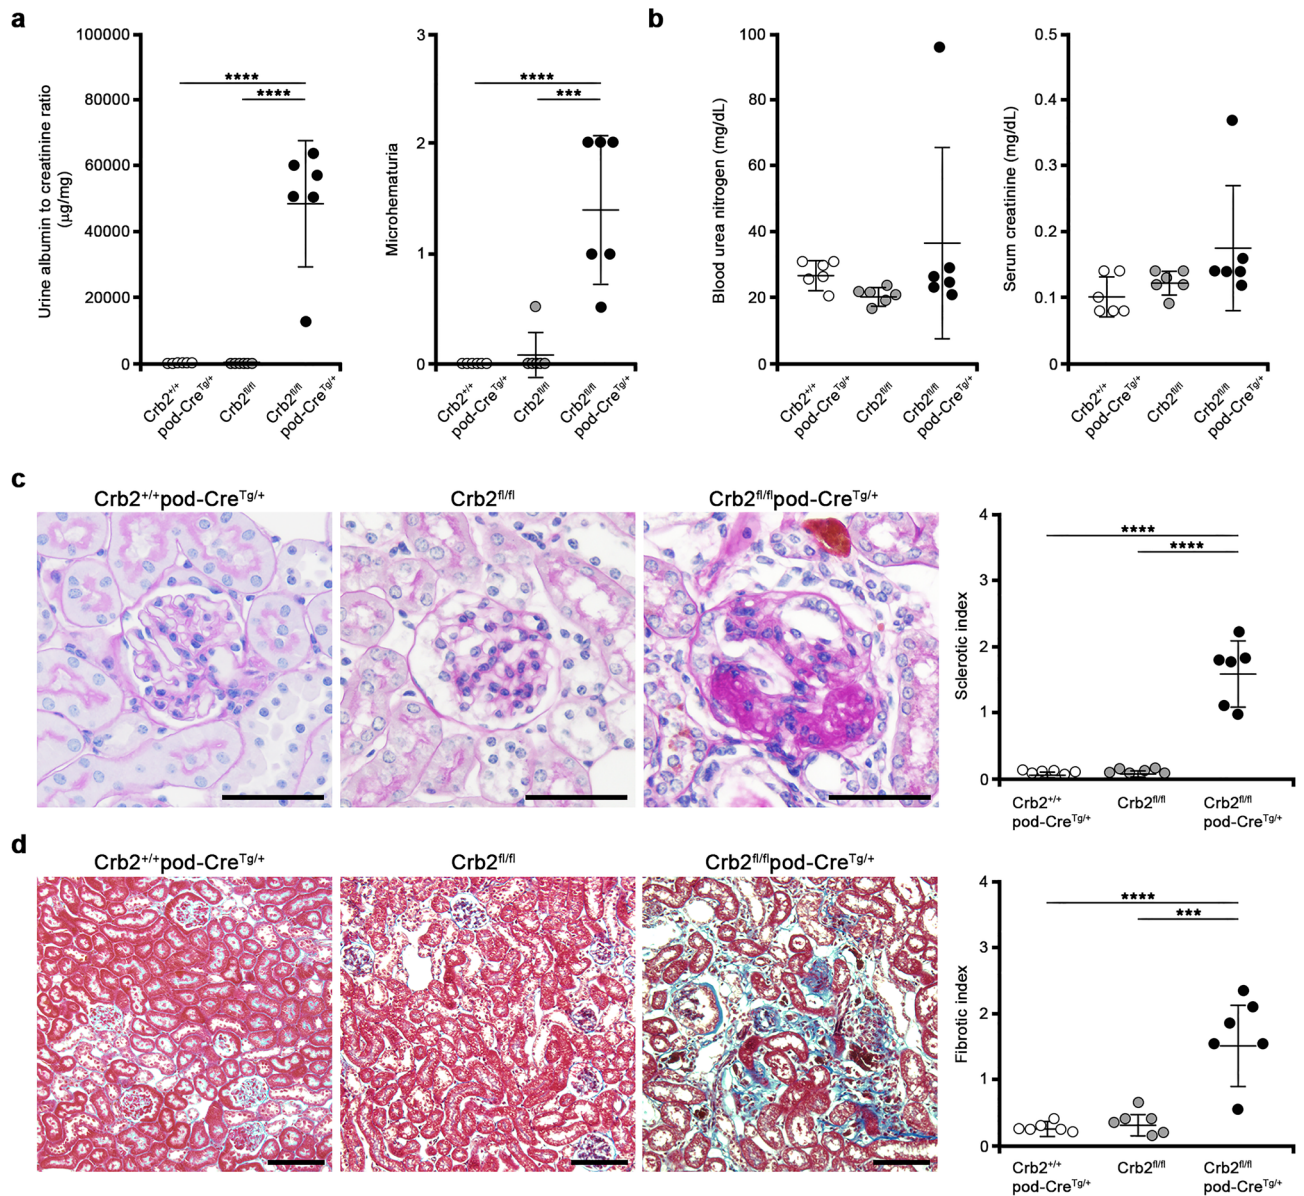 a
100000
80000
60000
40000
20000
0
Urine albumin to creatinine ratio
(µg/mg)
****
****
Crb2+/+
pod-CreTg/+
Crb2fl/fl
Crb2fl/fl
pod-CreTg/+
3
2
1
0
Microhematuria
****
***
Crb2+/+
pod-CreTg/+
Crb2fl/fl
Crb2fl/fl
pod-CreTg/+
b
100
80
60
40
20
0
Blood urea nitrogen (mg/dL)
Crb2+/+
pod-CreTg/+
Crb2fl/fl
Crb2fl/fl
pod-CreTg/+
0.5
0.4
0.3
0.2
0.1
0
Serum creatinine (mg/dL)
Crb2+/+
pod-CreTg/+
Crb2fl/fl
Crb2fl/fl
pod-CreTg/+
c
Crb2+/+pod-CreTg/+
Crb2fl/fl
Crb2fl/flpod-CreTg/+
4
3
2
1
0
Sclerotic index
****
****
Crb2+/+
pod-CreTg/+
Crb2fl/fl
Crb2fl/fl
pod-CreTg/+
d
Crb2+/+pod-CreTg/+
Crb2fl/fl
Crb2fl/flpod-CreTg/+
4
3
2
1
0
Fibrotic index
****
***
Crb2+/+
pod-CreTg/+
Crb2fl/fl
Crb2fl/fl
pod-CreTg/+